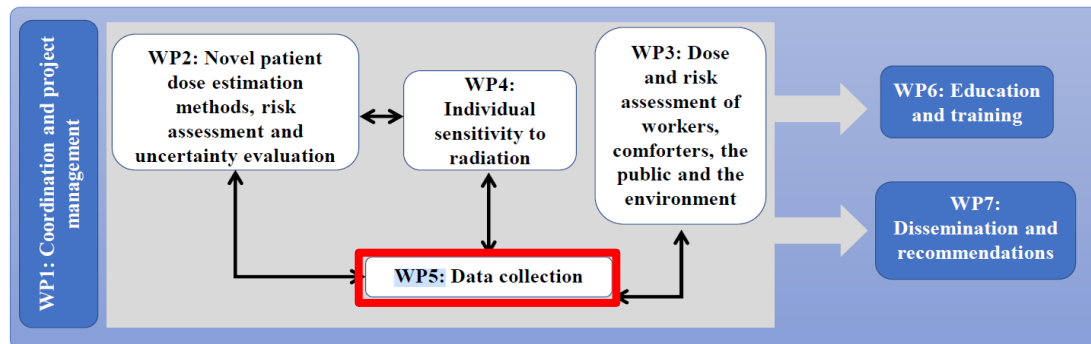 WP1: Coordination and project
management
WP2: Novel patient
dose estimation
methods, risk
assessment and
uncertainty evaluation
WP4:
Individual
sensitivity to
radiation
WP3: Dose and
risk
assessment of
workers,
comforters, the
public and the
environment
WP5: Data collection
WP6: Education
and training
WP7:
Dissemination and
recommendations